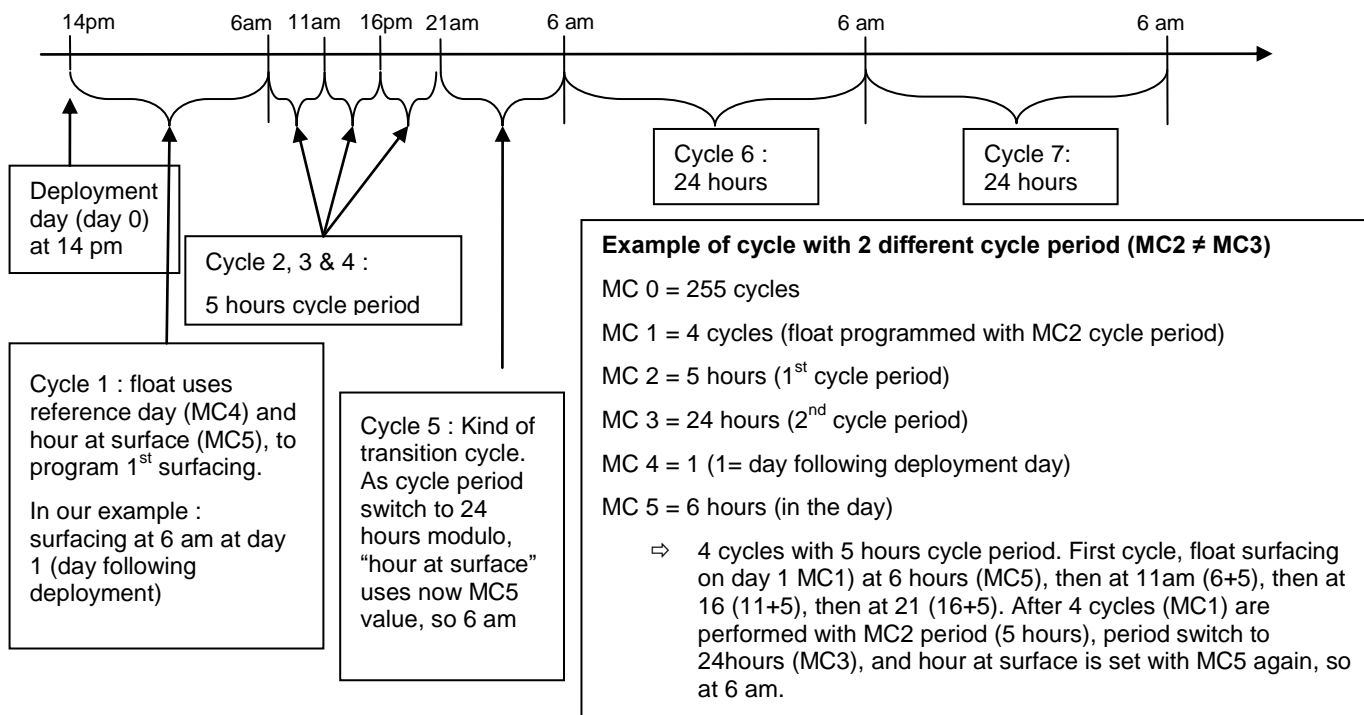 14pm 6am 11am 16pm 21am 6 am 6 am 6 am
Deployment
day (day 0)
at 14 pm
Cycle 2, 3 & 4 :
5 hours cycle period
Cycle 6 :
24 hours
Cycle 7:
24 hours
Cycle 1 : float uses
reference day (MC4) and
hour at surface (MC5), to
program 1st surfacing.
In our example :
surfacing at 6 am at day
1 (day following
deployment)
Cycle 5 : Kind of
transition cycle.
As cycle period
switch to 24
hours modulo,
“hour at surface”
uses now MC5
value, so 6 am
Example of cycle with 2 different cycle period (MC2 ≠ MC3)
MC 0 = 255 cycles
MC 1 = 4 cycles (float programmed with MC2 cycle period)
MC 2 = 5 hours (1st cycle period)
MC 3 = 24 hours (2nd cycle period)
MC 4 = 1 (1= day following deployment day)
MC 5 = 6 hours (in the day)
⇨ 4 cycles with 5 hours cycle period. First cycle, float surfacing
on day 1 MC1) at 6 hours (MC5), then at 11am (6+5), then at
16 (11+5), then at 21 (16+5). After 4 cycles (MC1) are
performed with MC2 period (5 hours), period switch to
24hours (MC3), and hour at surface is set with MC5 again, so
at 6 am.